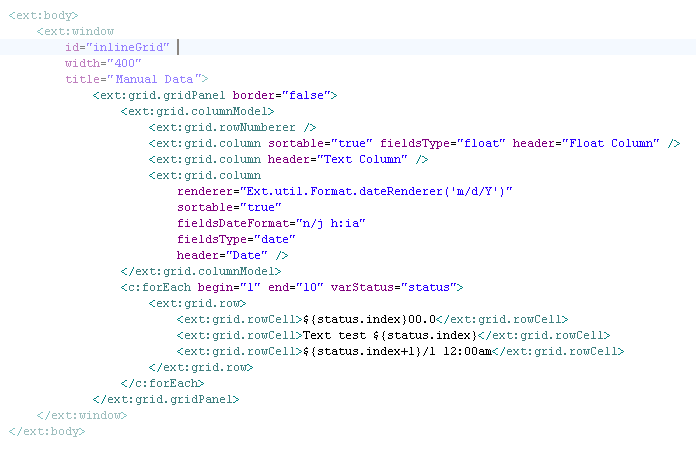 <ext:body>
<ext:window
id="inlineGrid"
width="400"
title="Manual Data">
<ext:grid.gridPanel border="false">
<ext:grid.columnModel>
<ext:grid.rowNumberer />
<ext:grid.column sortable="true" fieldsType="float" header="Float Column" />
<ext:grid.column header="Text Column" />
<ext:grid.column
renderer="Ext.util.Format.dateRenderer('m/d/Y')"
sortable="true"
fieldsDateFormat="n/j h:ia"
fieldsType="date"
header="Date" />
</ext:grid.columnModel>
<c:forEach begin="1" end="10" varStatus="status">
<ext:grid.row>
<ext:grid.rowCell>${status.index}00.0</ext:grid.rowCell>
<ext:grid.rowCell>Text test ${status.index}</ext:grid.rowCell>
<ext:grid.rowCell>${status.index+1}/1 12:00am</ext:grid.rowCell>
</ext:grid.row>
</c:forEach>
</ext:grid.gridPanel>
</ext:window>
</ext:body>